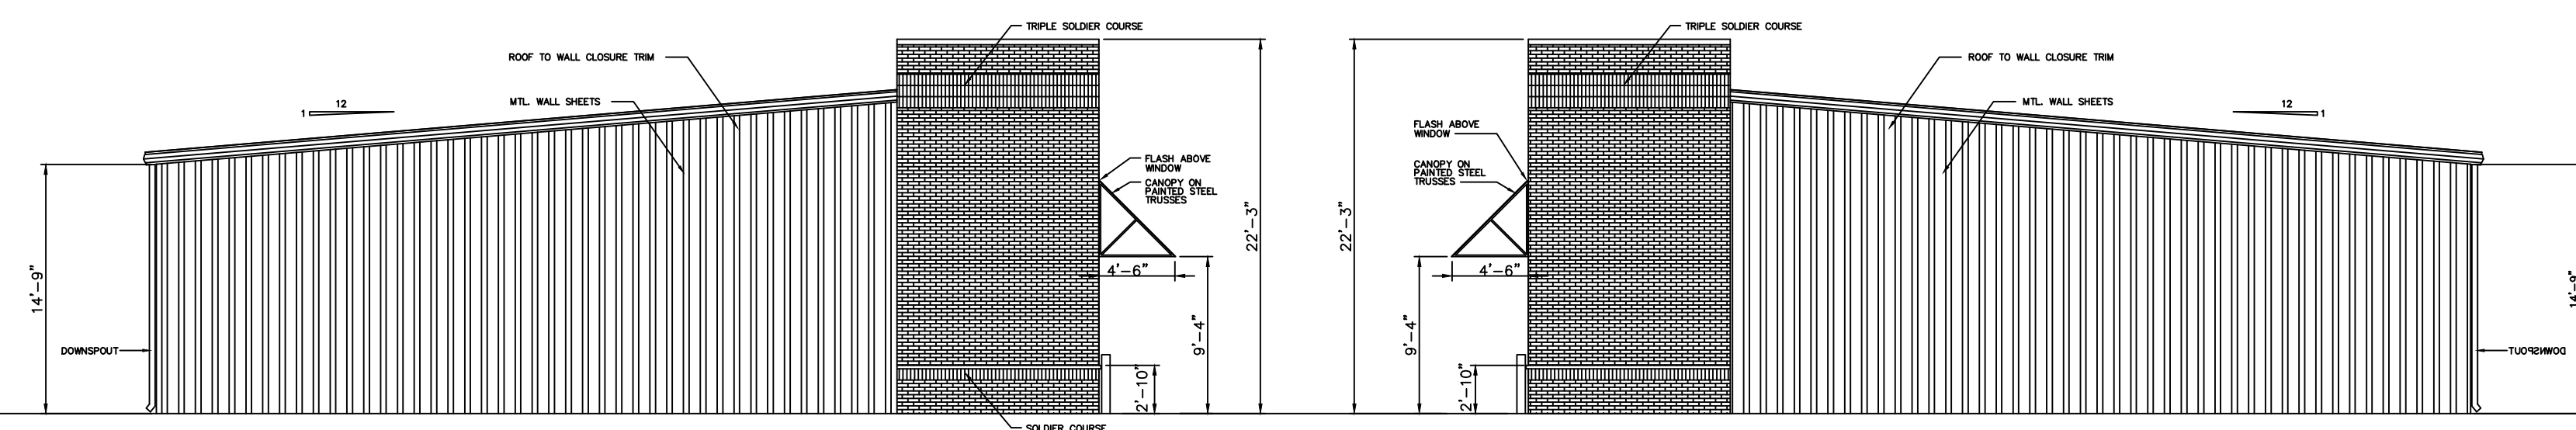 TRIPLE SOLDIER COURSE
ROOF TO WALL CLOSURE TRIM
MTL. WALL SHEETS
12
1
FLASH ABOVE
WINDOW
CANOPY ON
PAINTED STEEL
TRUSSES
22'-3"
14'-9"
4'-6"
9'-4"
2'-10"
DOWNSPOUT
SOLDIER COURSE
TRIPLE SOLDIER COURSE
ROOF TO WALL CLOSURE TRIM
MTL. WALL SHEETS
12
1
FLASH ABOVE
WINDOW
CANOPY ON
PAINTED STEEL
TRUSSES
22'-3"
4'-6"
9'-4"
2'-10"
14'-9"
DOWNSPOUT